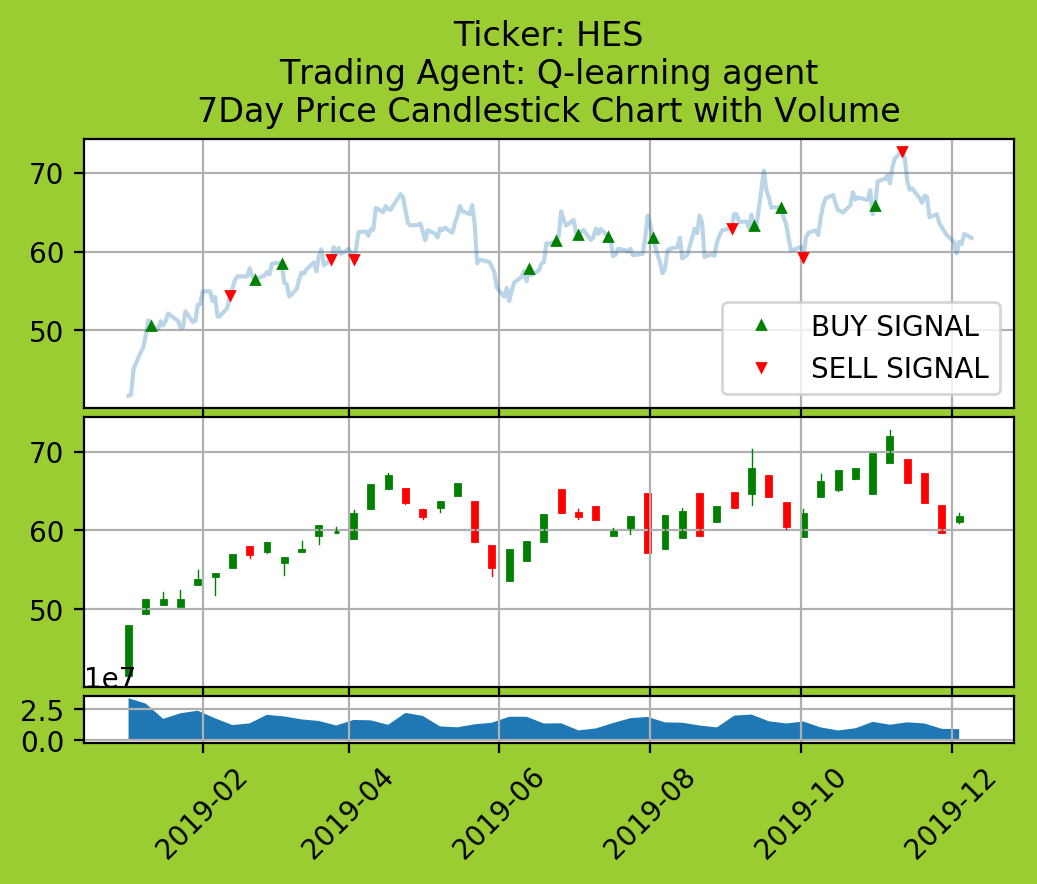 Ticker: HES
Trading Agent: Q-learning agent
7Day Price Candlestick Chart with Volume
70
60
50
BUY SIGNAL
SELL SIGNAL
70
60
50
1e7
2.5
0.0
2019-02
2019-04
2019-06
2019-08
2019-10
2019-12